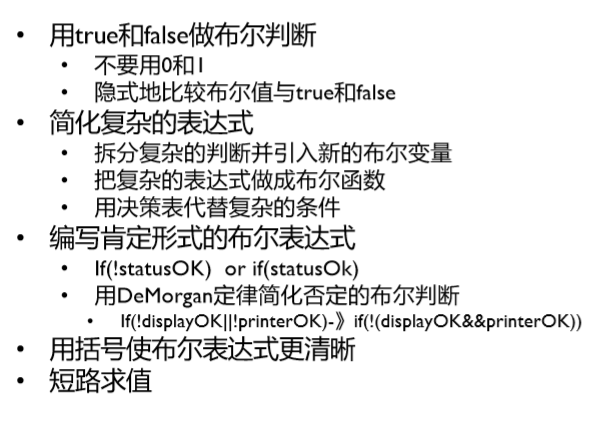 • 用true和false做布尔判断
• 不要用0和1
• 隐式地比较布尔值与true和false
• 简化复杂的表达式
• 拆分复杂的判断并引入新的布尔变量
• 把复杂的表达式做成布尔函数
• 用决策表代替复杂的条件
• 编写肯定形式的布尔表达式
• If(!statusOK) or if(statusOk)
• 用DeMorgan定律简化否定的布尔判断
• If(!displayOK||!printerOK)-》if(!(displayOK&&printerOK))
• 用括号使布尔表达式更清晰
• 短路求值